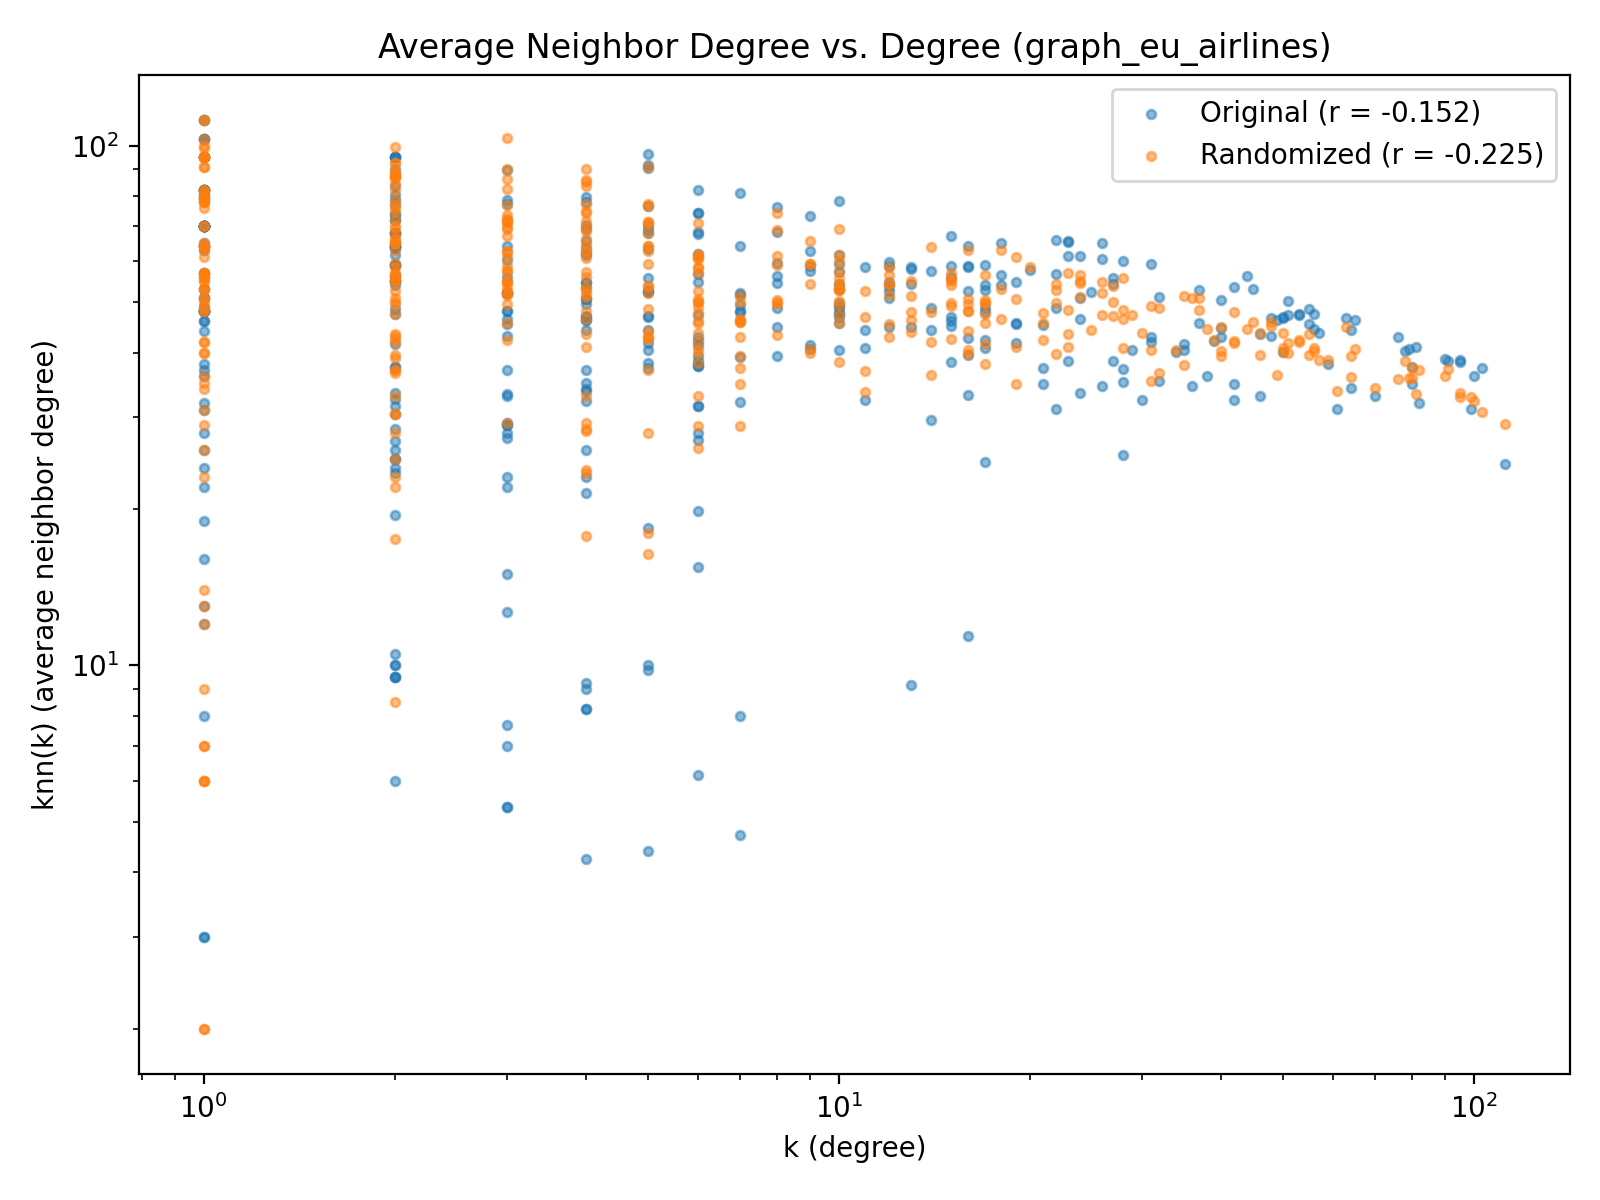 Average Neighbor Degree vs. Degree (graph_eu_airlines)
Original (r = -0.152)
Randomized (r = -0.225)
knn(k) (average neighbor degree)
10²
10¹
10⁰
10¹
10²
k (degree)